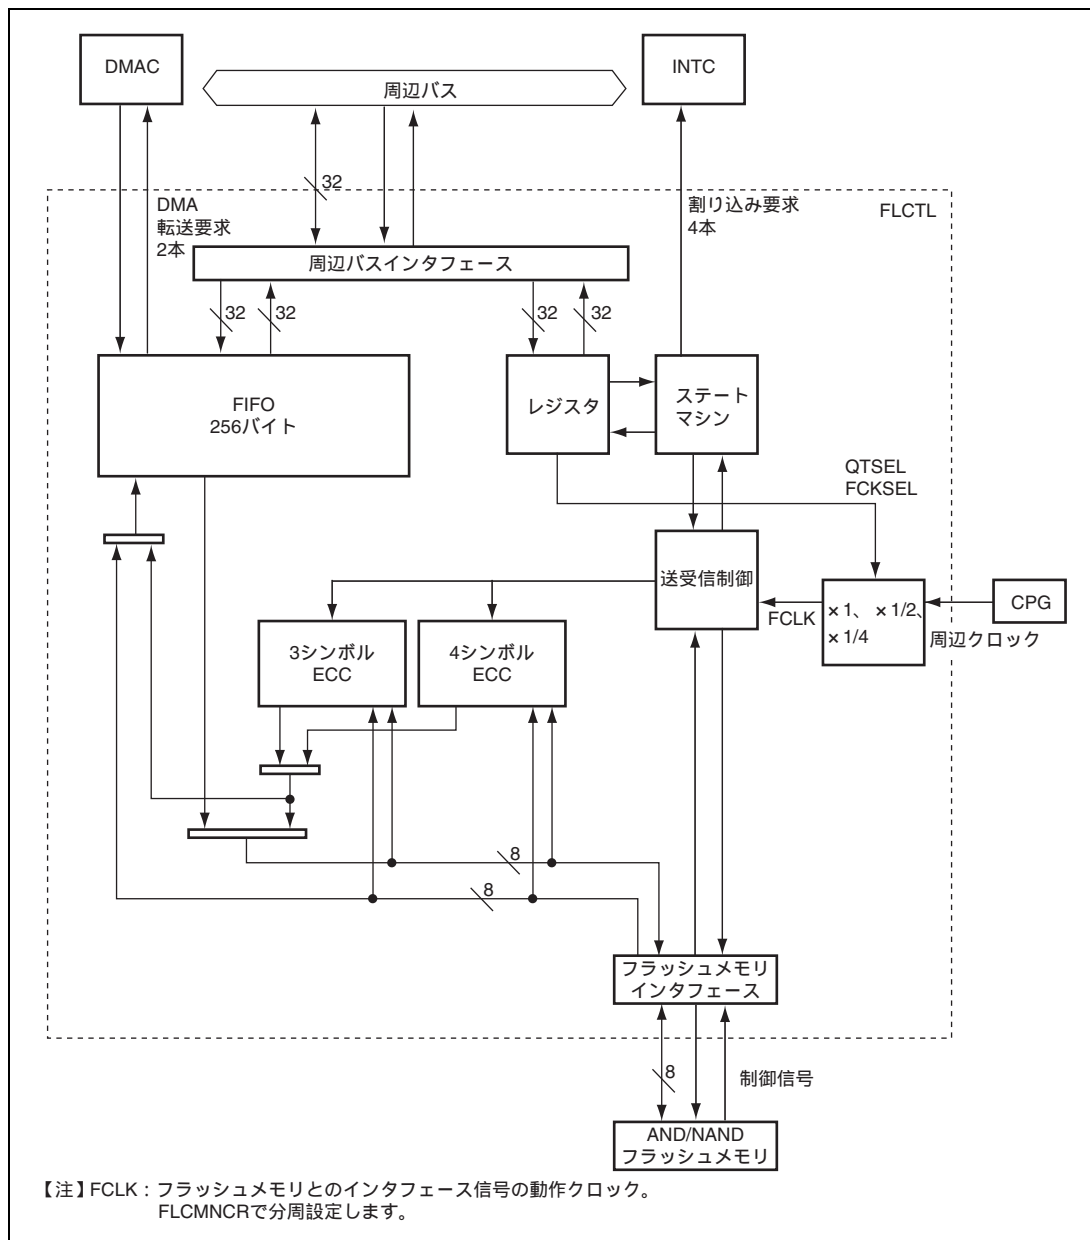 DMAC
周辺バス
INTC
32
DMA
転送要求
2本
割り込み要求
4本
FLCTL
周辺バスインタフェース
32
32
32
32
FIFO
256バイト
レジスタ
ステート
マシン
QTSEL
FCKSEL
送受信制御
FCLK
×1、×1/2、
×1/4
CPG
周辺クロック
3シンボル
ECC
4シンボル
ECC
8
8
フラッシュメモリ
インタフェース
8
制御信号
AND/NAND
フラッシュメモリ
【注】FCLK：フラッシュメモリとのインタフェース信号の動作クロック。
FLCMNCRで分周設定します。